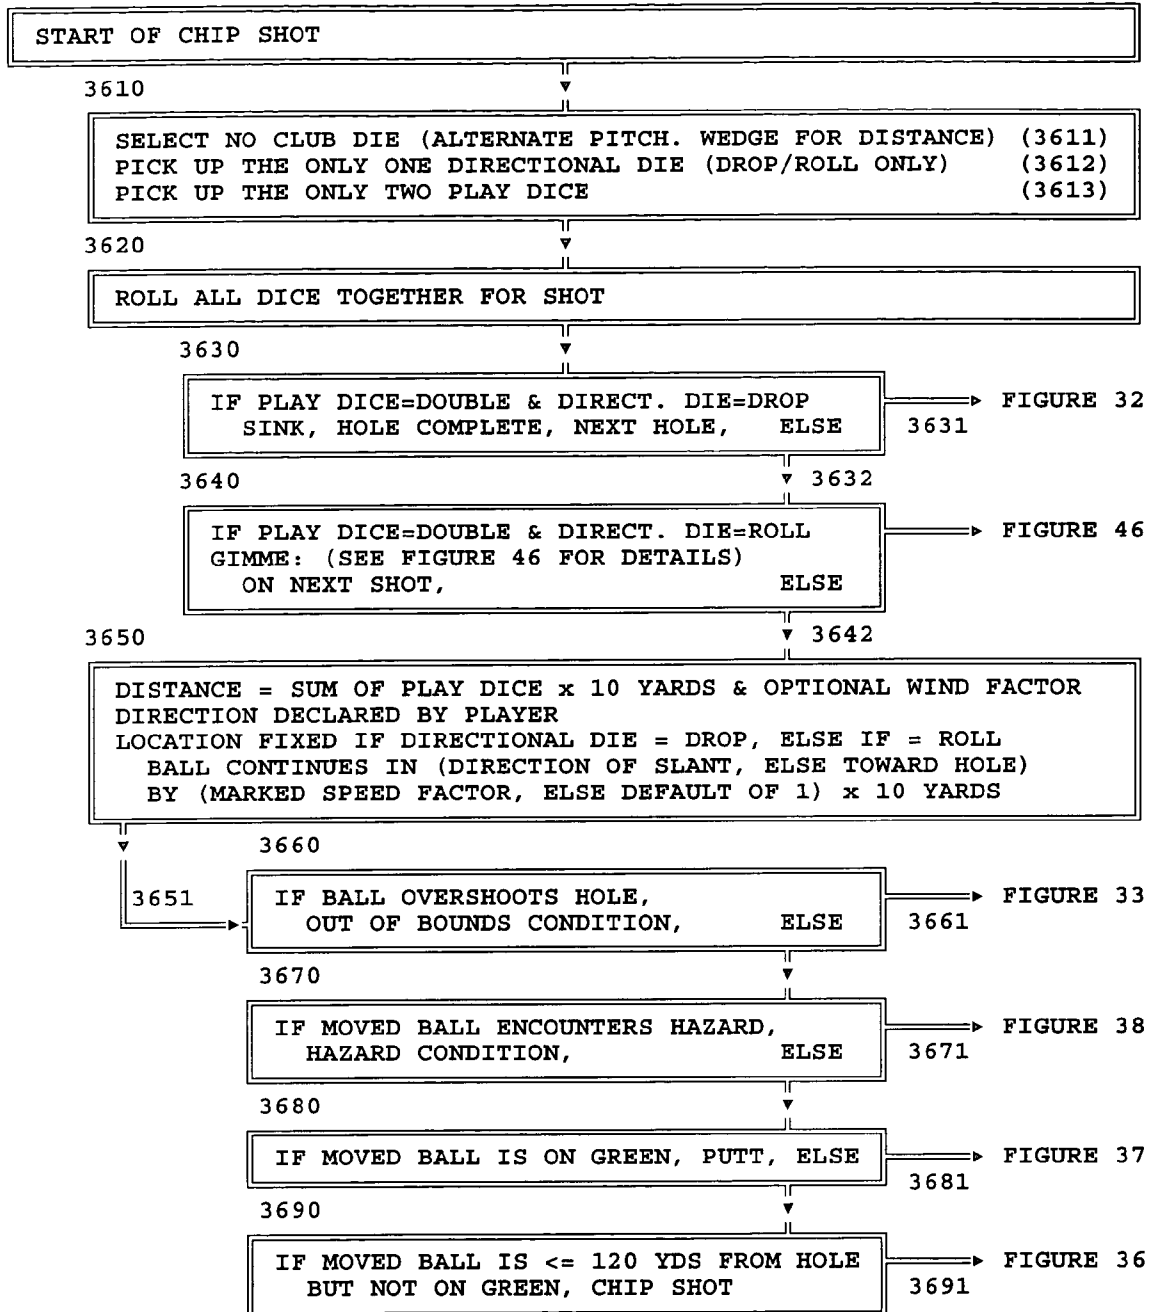 START OF CHIP SHOT
3610
SELECT NO CLUB DIE (ALTERNATE PITCH. WEDGE FOR DISTANCE) (3611)
PICK UP THE ONLY ONE DIRECTIONAL DIE (DROP/ROLL ONLY) (3612)
PICK UP THE ONLY TWO PLAY DICE (3613)
3620
ROLL ALL DICE TOGETHER FOR SHOT
3630
IF PLAY DICE=DOUBLE & DIRECT. DIE=DROP
SINK, HOLE COMPLETE, NEXT HOLE, ELSE
FIGURE 32
3631
3632
3640
IF PLAY DICE=DOUBLE & DIRECT. DIE=ROLL
GIMME: (SEE FIGURE 46 FOR DETAILS)
ON NEXT SHOT, ELSE
FIGURE 46
3642
3650
DISTANCE = SUM OF PLAY DICE x 10 YARDS & OPTIONAL WIND FACTOR
DIRECTION DECLARED BY PLAYER
LOCATION FIXED IF DIRECTIONAL DIE = DROP, ELSE IF = ROLL
BALL CONTINUES IN (DIRECTION OF SLANT, ELSE TOWARD HOLE)
BY (MARKED SPEED FACTOR, ELSE DEFAULT OF 1) x 10 YARDS
3651
3660
IF BALL OVERSHOOTS HOLE,
OUT OF BOUNDS CONDITION, ELSE
FIGURE 33
3661
3670
IF MOVED BALL ENCOUNTERS HAZARD,
HAZARD CONDITION, ELSE
FIGURE 38
3671
3680
IF MOVED BALL IS ON GREEN, PUTT, ELSE
FIGURE 37
3681
3690
IF MOVED BALL IS <= 120 YDS FROM HOLE
BUT NOT ON GREEN, CHIP SHOT
FIGURE 36
3691